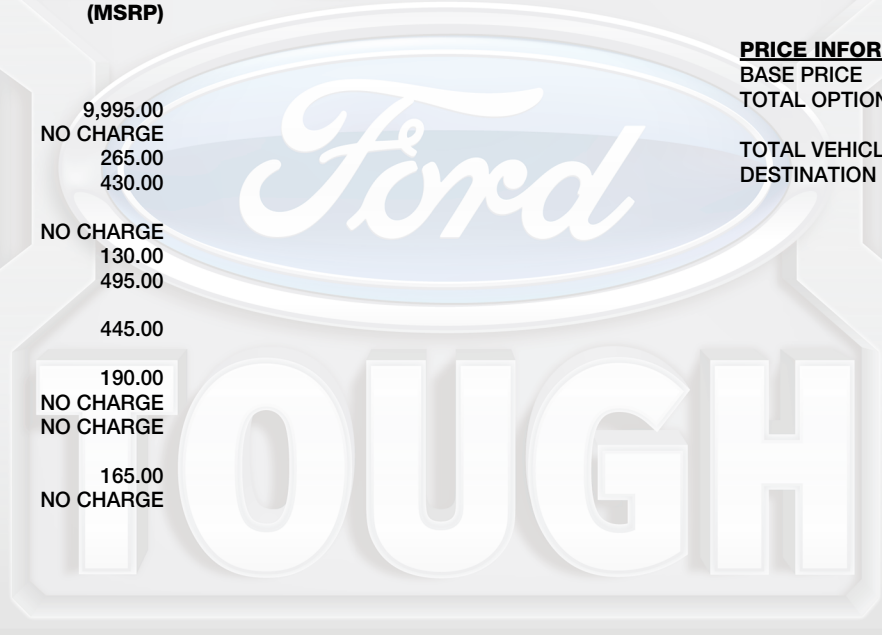 (MSRP)
9,995.00
NO CHARGE
265.00
430.00
NO CHARGE
130.00
495.00
445.00
190.00
NO CHARGE
NO CHARGE
165.00
NO CHARGE
PRICE INFOR
BASE PRICE
TOTAL OPTION
TOTAL VEHICL
DESTINATION
Ford
TOUGH